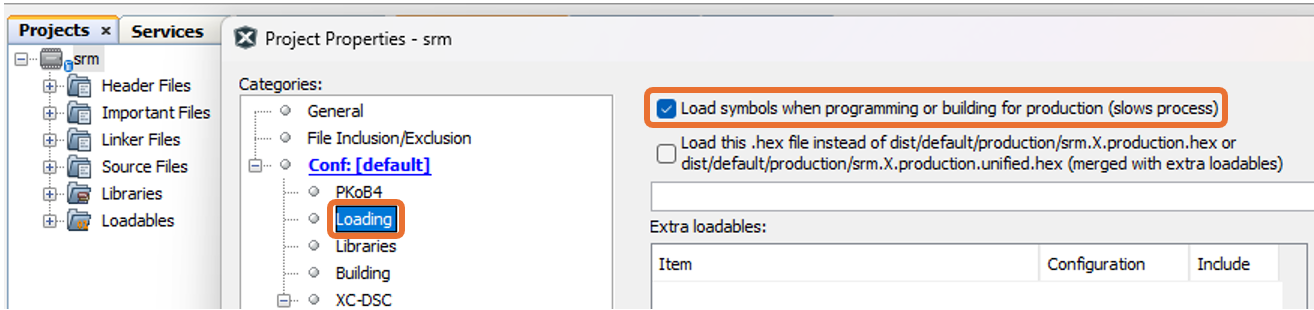 Projects ×
Services
srm
Header Files
Important Files
Linker Files
Source Files
Libraries
Loadables
Project Properties - srm
Categories:
General
File Inclusion/Exclusion
Conf: [default]
PKoB4
Loading
Libraries
Building
XC-DSC
Load symbols when programming or building for production (slows process)
Load this .hex file instead of dist/default/production/srm.X.production.hex or
dist/default/production/srm.X.production.unified.hex (merged with extra loadables)
Extra loadables:
Item Configuration Include